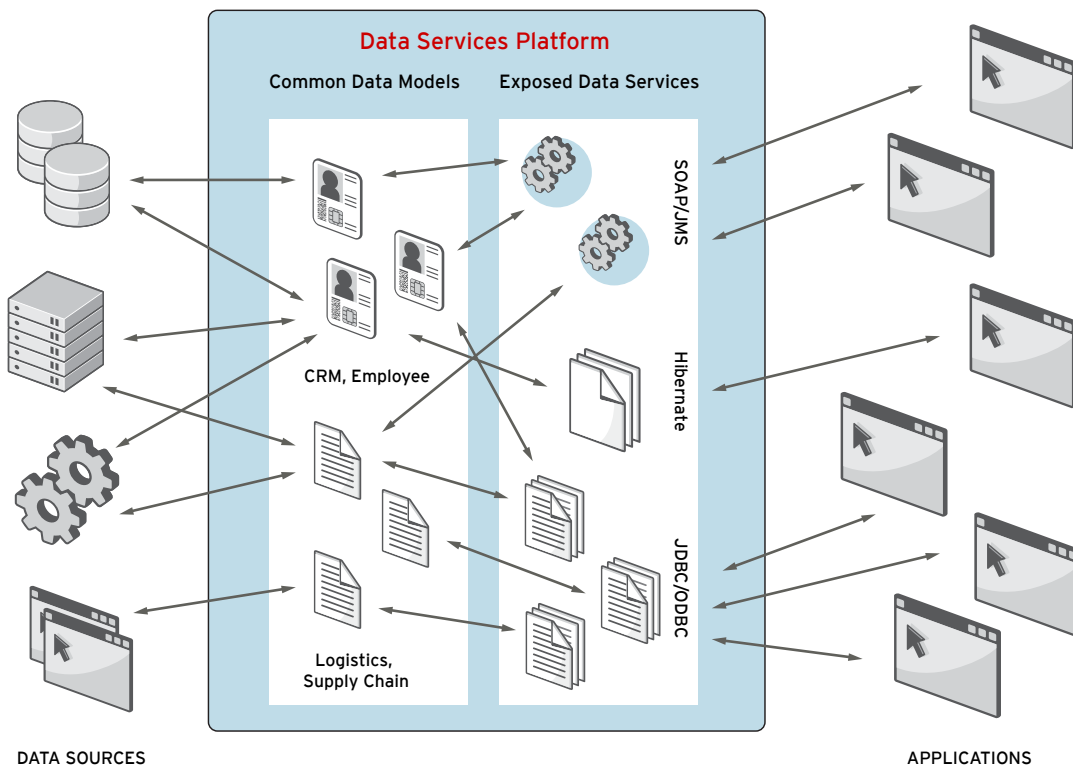 Data Services Platform
Common Data Models
Exposed Data Services
SOAP/JMS
CRM, Employee
Hibernate
JDBC/ODBC
Logistics,
Supply Chain
DATA SOURCES
APPLICATIONS